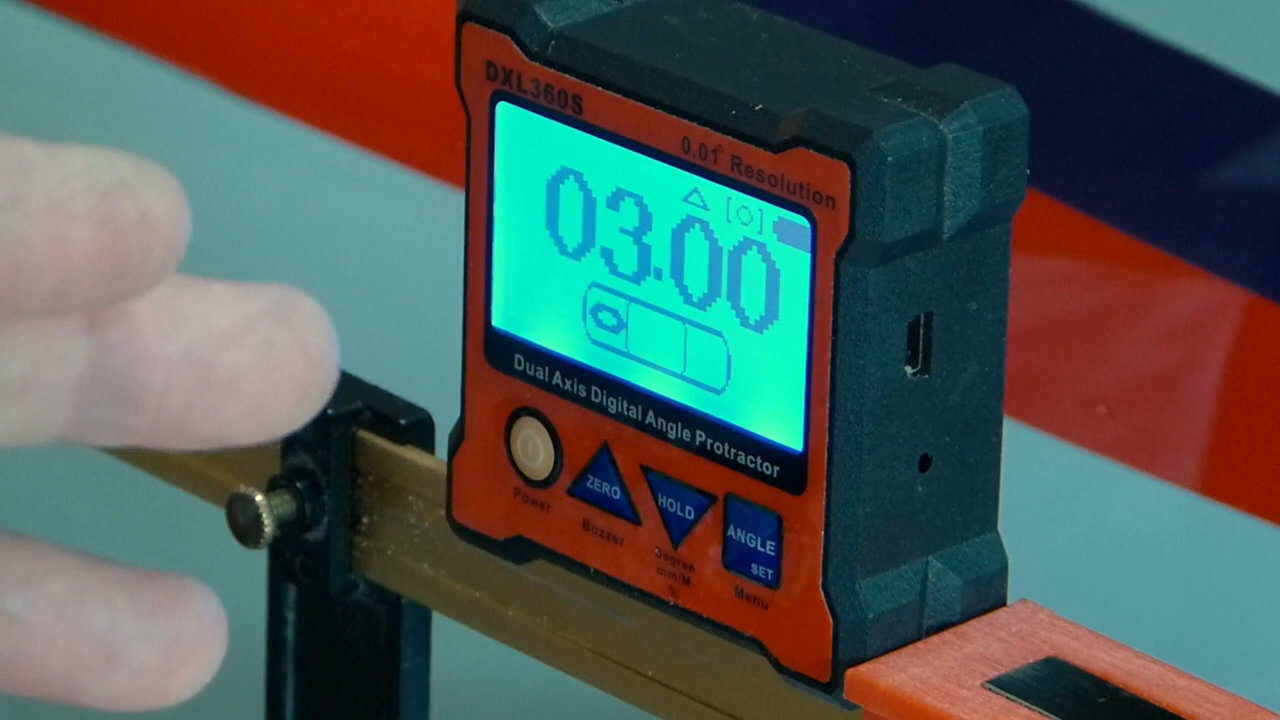 DXL360S
0.01° Resolution
03.00
Dual Axis Digital Angle Protractor
Power
ZERO
Buzzer
HOLD
Degree
mm/M
%
ANGLE
SET
Menu